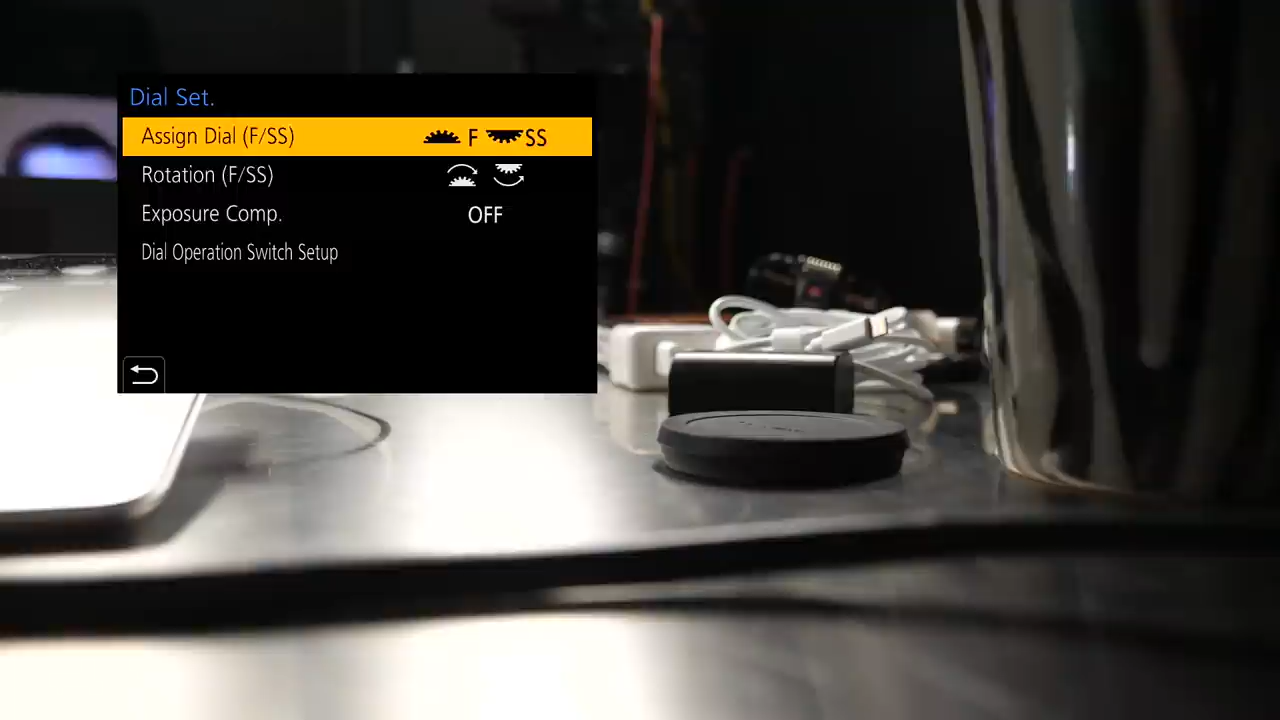 Dial Set.
Assign Dial (F/SS) F SS
Rotation (F/SS)
Exposure Comp. OFF
Dial Operation Switch Setup